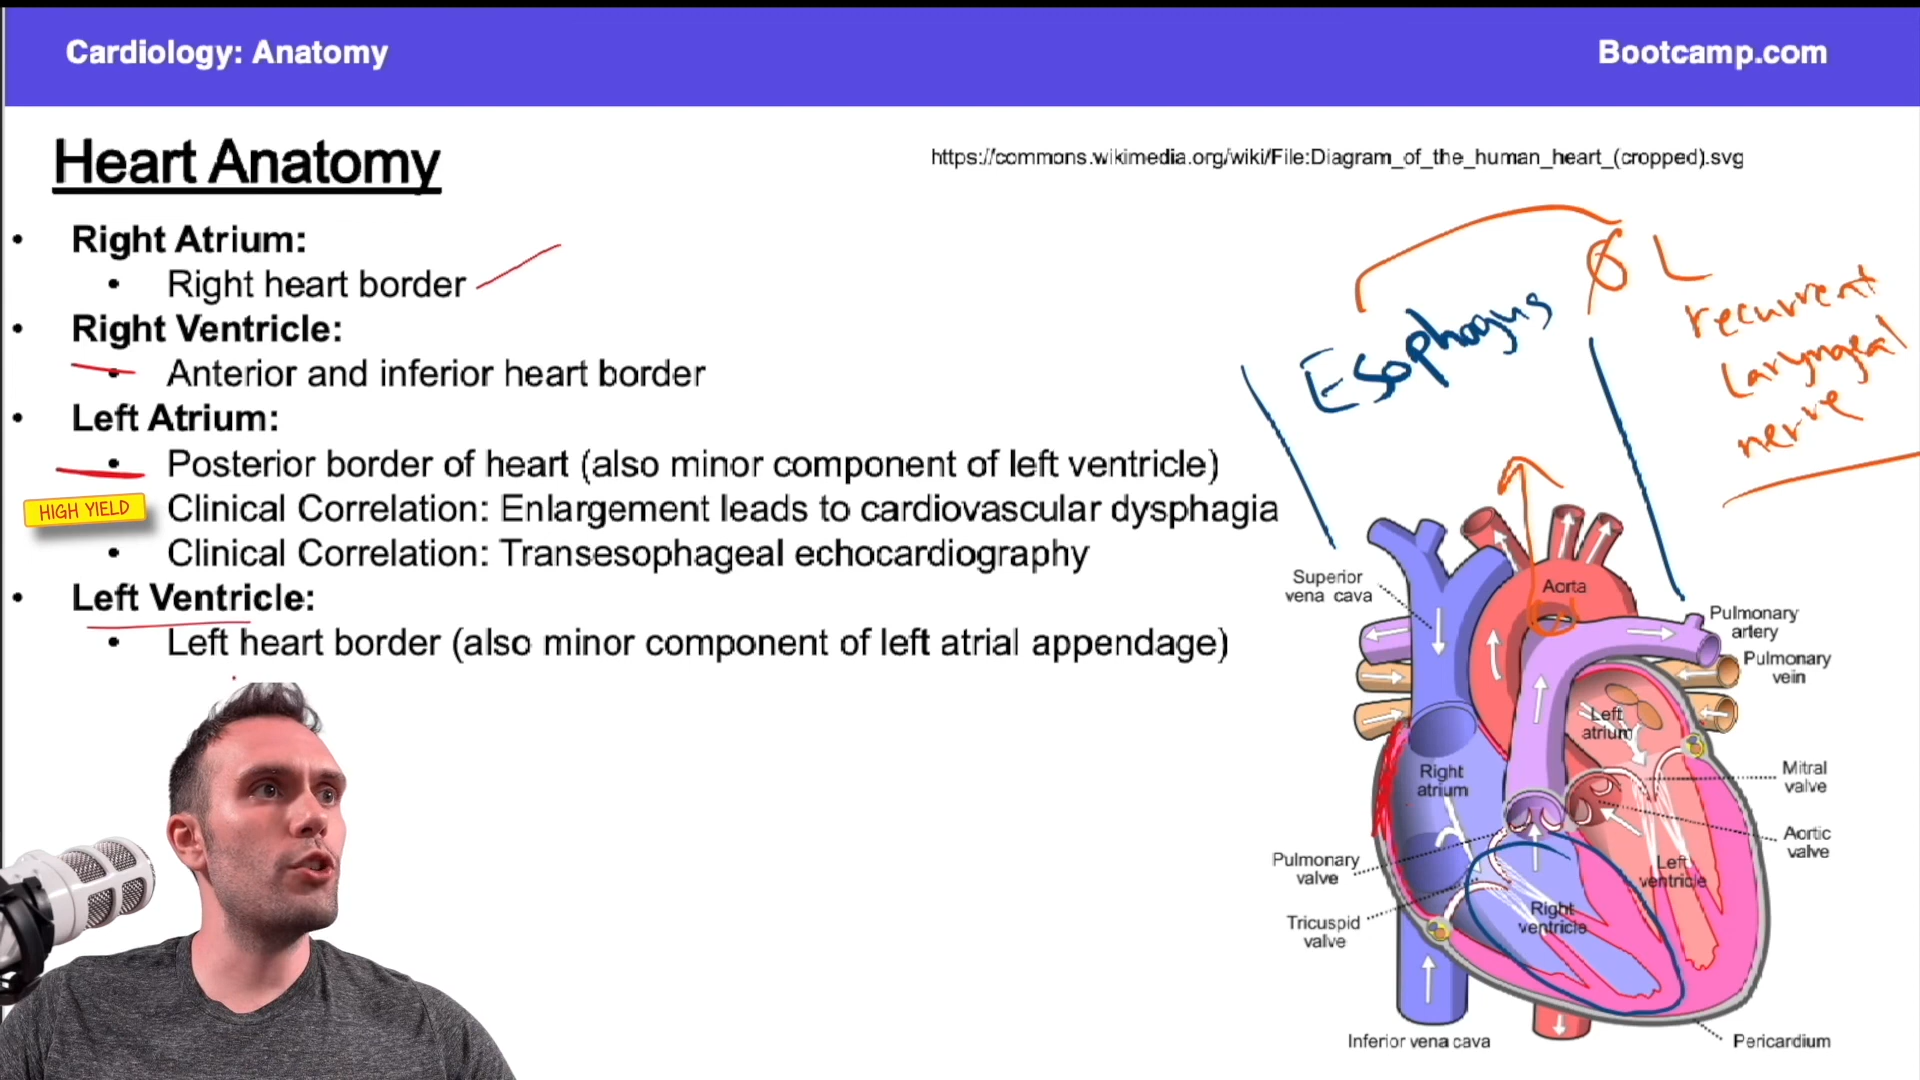 Cardiology: Anatomy
Bootcamp.com
Heart Anatomy
https://commons.wikimedia.org/wiki/File:Diagram_of_the_human_heart_(cropped).svg
• Right Atrium:
• Right heart border
• Right Ventricle:
• Anterior and inferior heart border
• Left Atrium:
• Posterior border of heart (also minor component of left ventricle)
HIGH YIELD
Clinical Correlation: Enlargement leads to cardiovascular dysphagia
• Clinical Correlation: Transesophageal echocardiography
• Left Ventricle:
• Left heart border (also minor component of left atrial appendage)
L
recurrent
laryngeal
nerve
Esophagus
Superior
vena cava
Aorta
Pulmonary
artery
Pulmonary
vein
Left
atrium
Right
atrium
Mitral
valve
Aortic
valve
Pulmonary
valve
Left
ventricle
Right
ventricle
Tricuspid
valve
Inferior vena cava
Pericardium